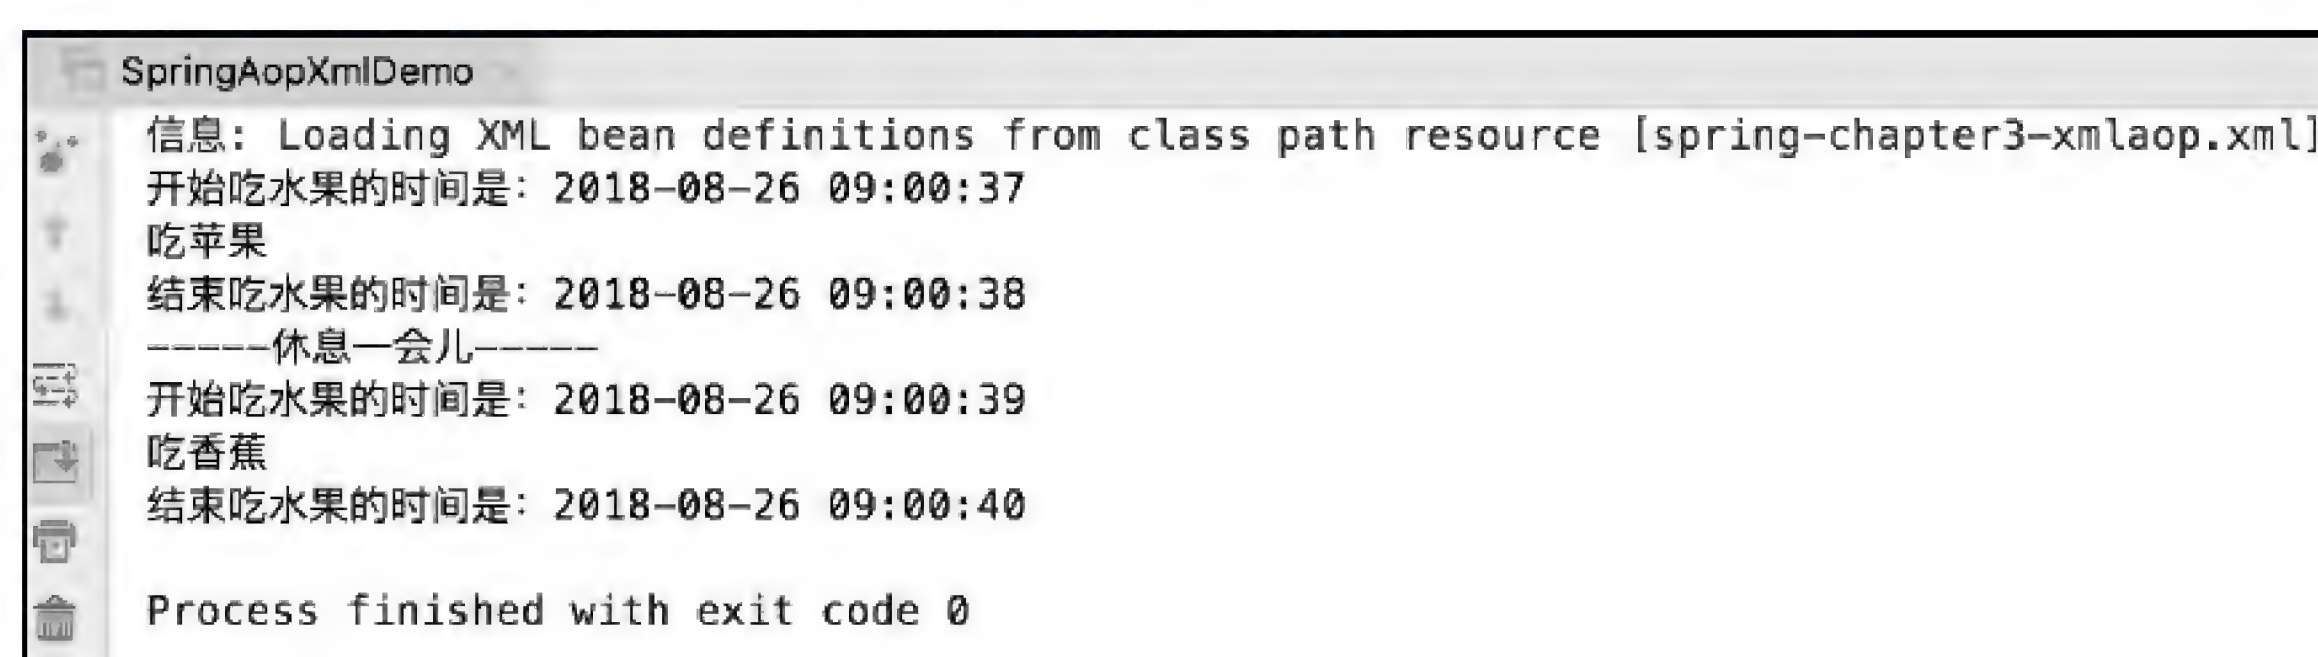 SpringAopXmlDemo
信息: Loading XML bean definitions from class path resource [spring-chapter3-xmlaop.xml]
开始吃水果的时间是：2018-08-26 09:00:37
吃苹果
结束吃水果的时间是：2018-08-26 09:00:38
-----休息一会儿-----
开始吃水果的时间是：2018-08-26 09:00:39
吃香蕉
结束吃水果的时间是：2018-08-26 09:00:40
Process finished with exit code 0